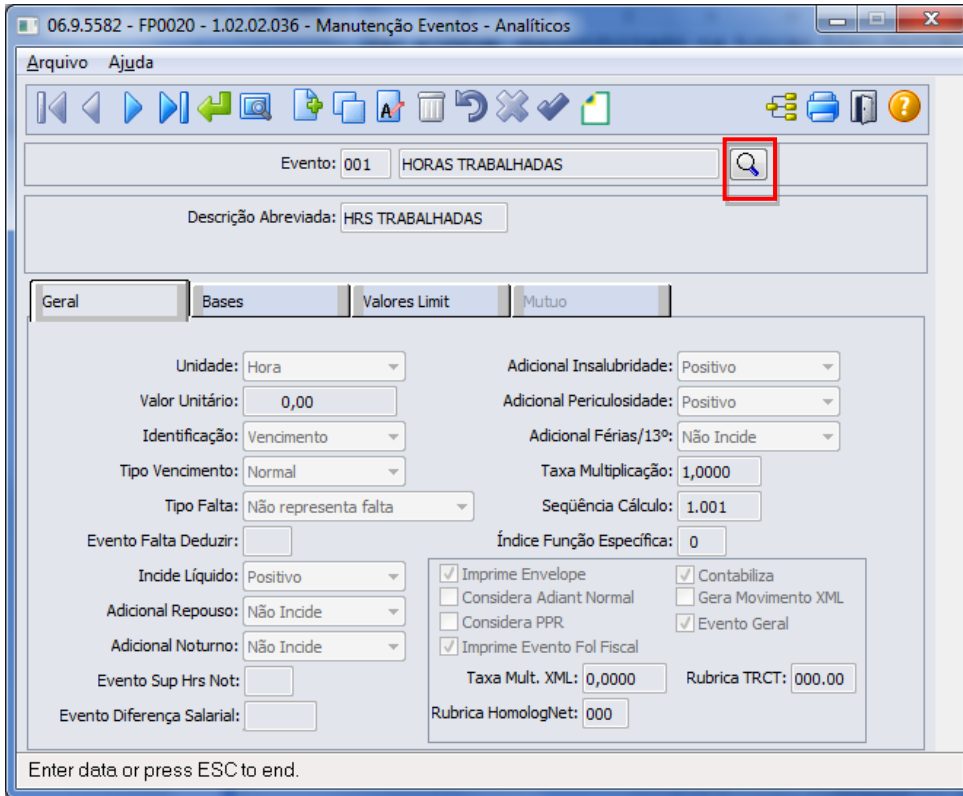 06.9.5582 - FP0020 - 1.02.02.036 - Manutenção Eventos - Analíticos
Arquivo Ajuda
Evento: 001 HORAS TRABALHADAS
Descrição Abreviada: HRS TRABALHADAS
Geral Bases Valores Limit Mutuo
Unidade: Hora Adicional Insalubridade: Positivo
Valor Unitário: 0,00 Adicional Periculosidade: Positivo
Identificação: Vencimento Adicional Férias/13º: Não Incide
Tipo Vencimento: Normal Taxa Multiplicação: 1,0000
Tipo Falta: Não representa falta Seqüência Cálculo: 1.001
Evento Falta Deduzir: Índice Função Específica: 0
Incide Líquido: Positivo Imprime Envelope Contabiliza
Considera Adiant Normal Gera Movimento XML
Adicional Repouso: Não Incide Considera PPR Evento Geral
Adicional Noturno: Não Incide Imprime Evento Fol Fiscal
Evento Sup Hrs Not: Taxa Mult. XML: 0,0000 Rubrica TRCT: 000.00
Evento Diferença Salarial: Rubrica HomologNet: 000
Enter data or press ESC to end.